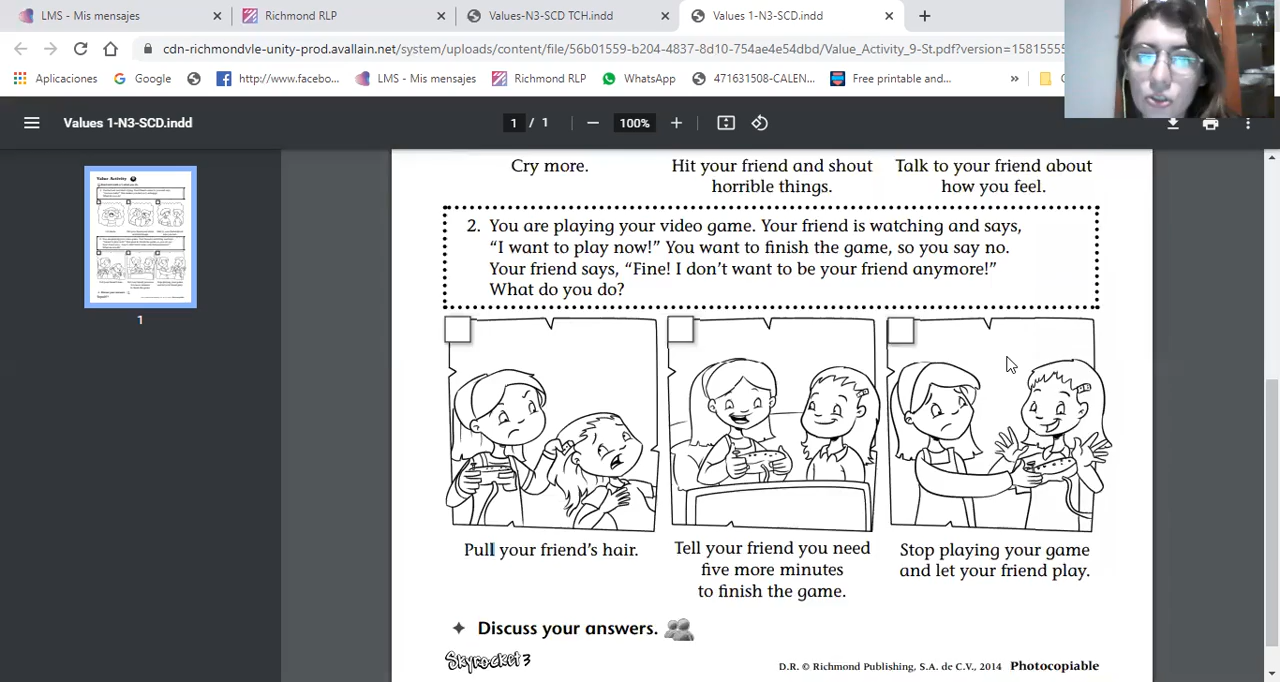 LMS - Mis mensajes
Richmond RLP
Values-N3-SCD TCH.indd
Values 1-N3-SCD.indd
cdn-richmondvle-unity-prod.avallain.net/system/uploads/content/file/56b01559-b204-4837-8d10-754ae4e54dbd/Value_Activity_9-St.pdf?version=15815555
Aplicaciones
Google
http://www.facebo...
LMS - Mis mensajes
Richmond RLP
WhatsApp
471631508-CALEN...
Free printable and...
»
Values 1-N3-SCD.indd
1 / 1
100%
1
Cry more.
Hit your friend and shout
horrible things.
Talk to your friend about
how you feel.
2. You are playing your video game. Your friend is watching and says,
“I want to play now!” You want to finish the game, so you say no.
Your friend says, “Fine! I don’t want to be your friend anymore!”
What do you do?
Pull your friend’s hair.
Tell your friend you need
five more minutes
to finish the game.
Stop playing your game
and let your friend play.
Discuss your answers.
Skyrocket 3
D.R. © Richmond Publishing, S.A. de C.V., 2014 Photocopiable